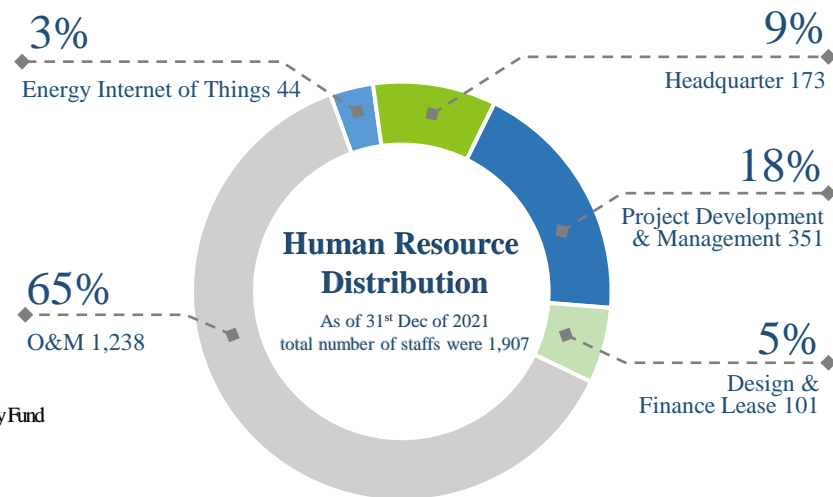 3%
Energy Internet of Things 44
9%
Headquarter 173
18%
Project Development
& Management 351
Human Resource
Distribution
As of 31st Dec of 2021
total number of staffs were 1,907
65%
O&M 1,238
5%
Design &
Finance Lease 101
y Fund